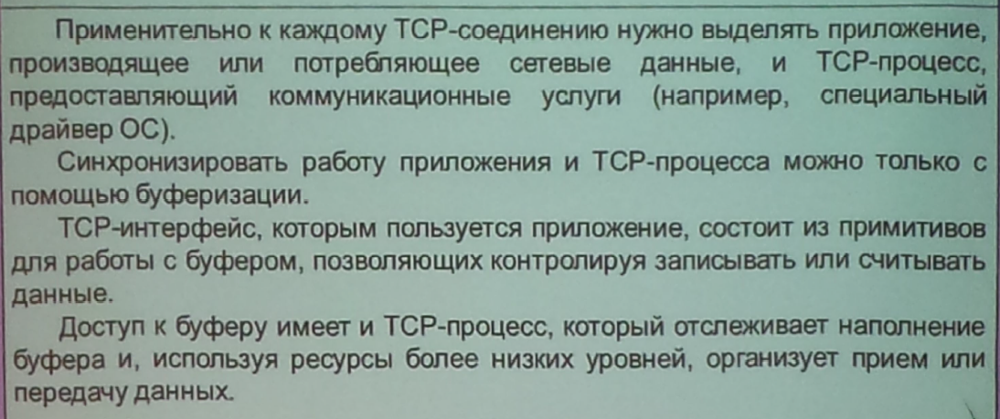 Применительно к каждому TCP-соединению нужно выделять приложение,
производящее или потребляющее сетевые данные, и TCP-процесс,
предоставляющий коммуникационные услуги (например, специальный
драйвер ОС).
Синхронизировать работу приложения и TCP-процесса можно только с
помощью буферизации.
TCP-интерфейс, которым пользуется приложение, состоит из примитивов
для работы с буфером, позволяющих контролируя записывать или считывать
данные.
Доступ к буферу имеет и TCP-процесс, который отслеживает наполнение
буфера и, используя ресурсы более низких уровней, организует прием или
передачу данных.